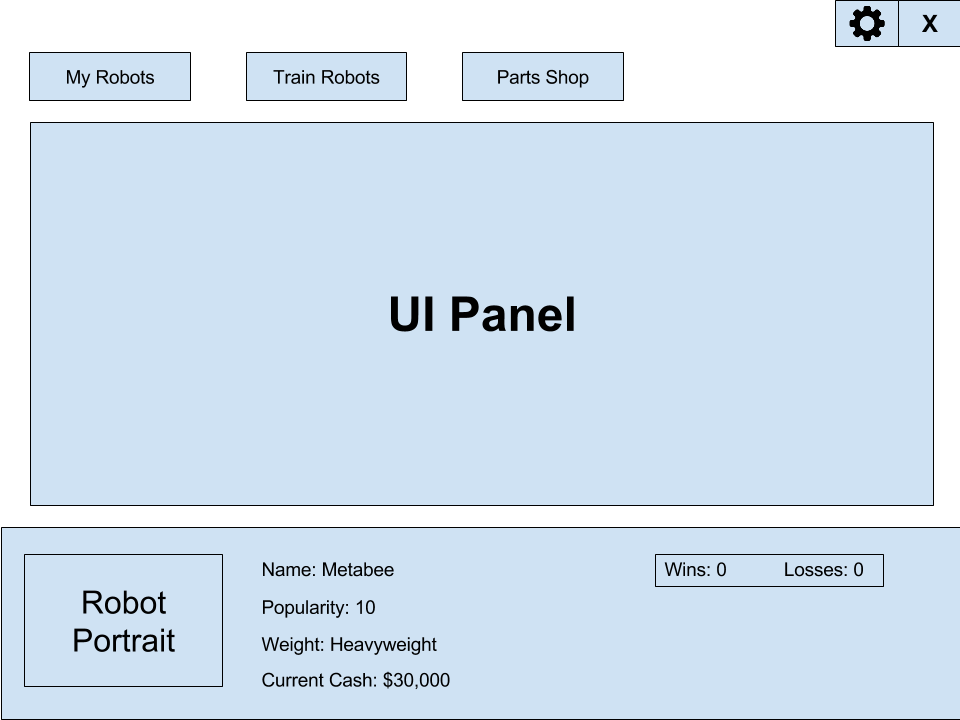 X
My Robots
Train Robots
Parts Shop
UI Panel
Robot
Portrait
Name: Metabee
Popularity: 10
Weight: Heavyweight
Current Cash: $30,000
Wins: 0 Losses: 0